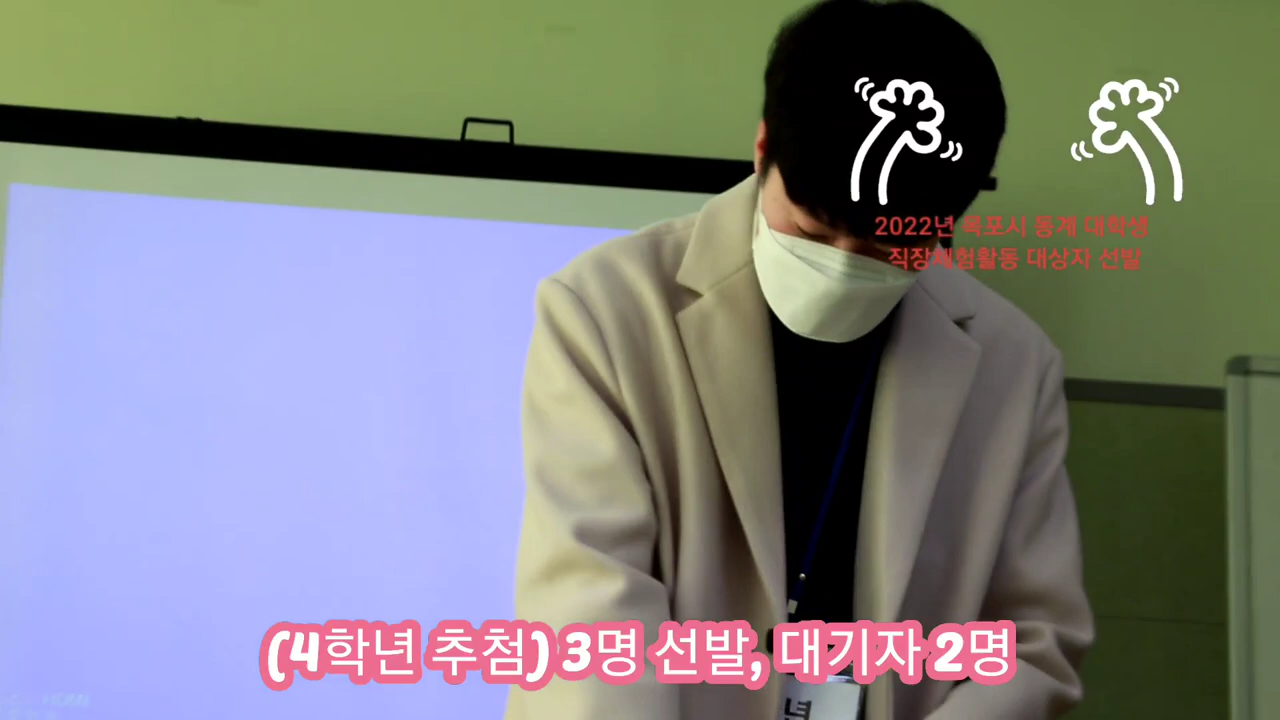 2022년 목포시 동계 대학생
직장체험활동 대상자 선발
(4학년 추첨) 3명 선발, 대기자 2명
년